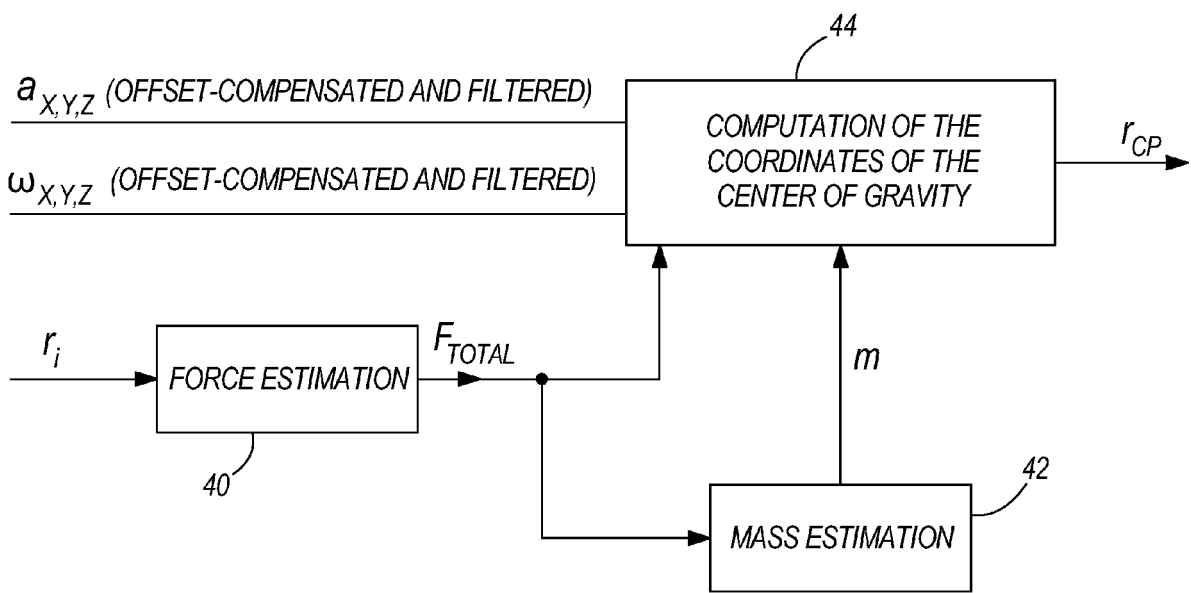 44
a X,Y,Z (OFFSET-COMPENSATED AND FILTERED)
COMPUTATION OF THE
COORDINATES OF THE
CENTER OF GRAVITY
r CP
ω X,Y,Z (OFFSET-COMPENSATED AND FILTERED)
r i
FORCE ESTIMATION
F TOTAL
m
40
42
MASS ESTIMATION